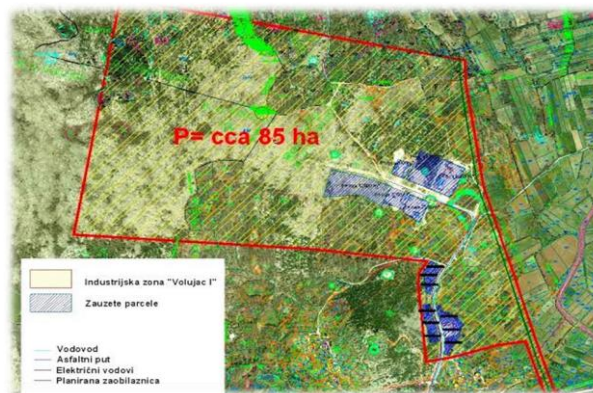 P= cca 85 ha
Industrijska zona "Volujac I"
Zauzete parcele
Vodovod
Asfaltni put
Električni vodovi
Planirana zaobilaznica